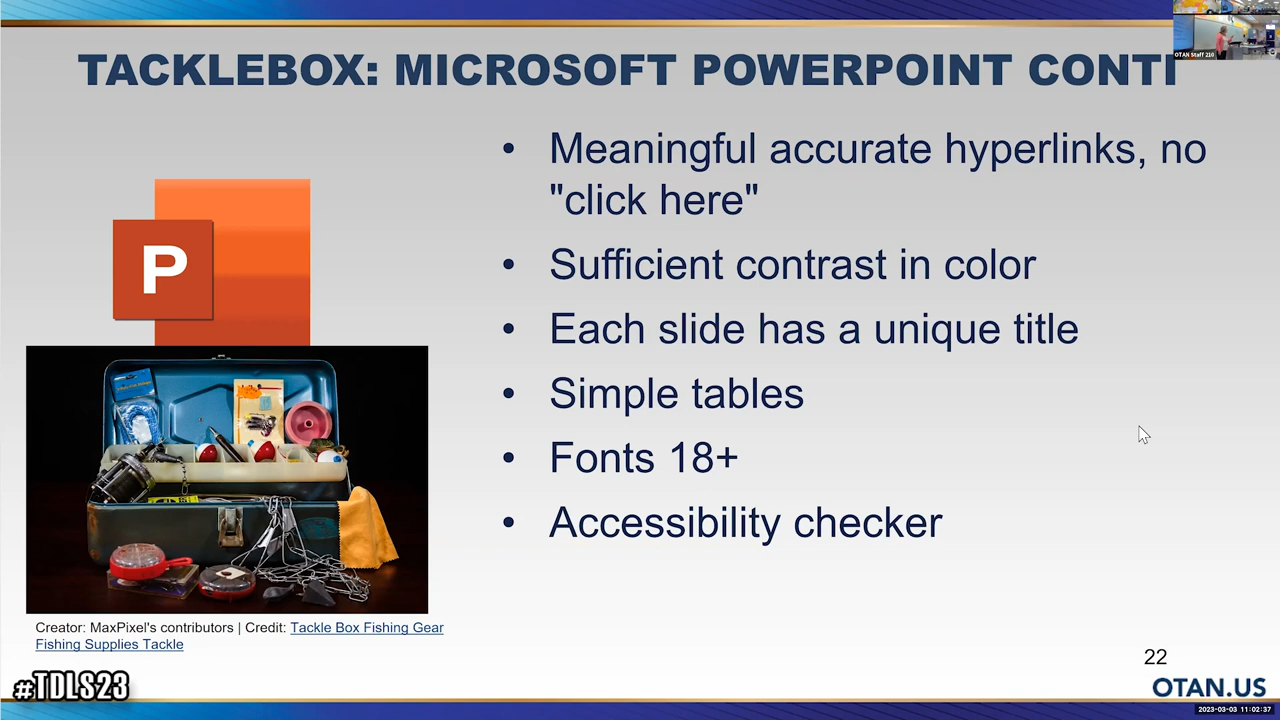 TACKLEBOX: MICROSOFT POWERPOINT CONTI
OTAN Staff 210
• Meaningful accurate hyperlinks, no
"click here"
• Sufficient contrast in color
• Each slide has a unique title
• Simple tables
• Fonts 18+
• Accessibility checker
P
Creator: MaxPixel's contributors | Credit: Tackle Box Fishing Gear
Fishing Supplies Tackle
#TDLS23
22
OTAN.US
2023-03-03 11:02:37